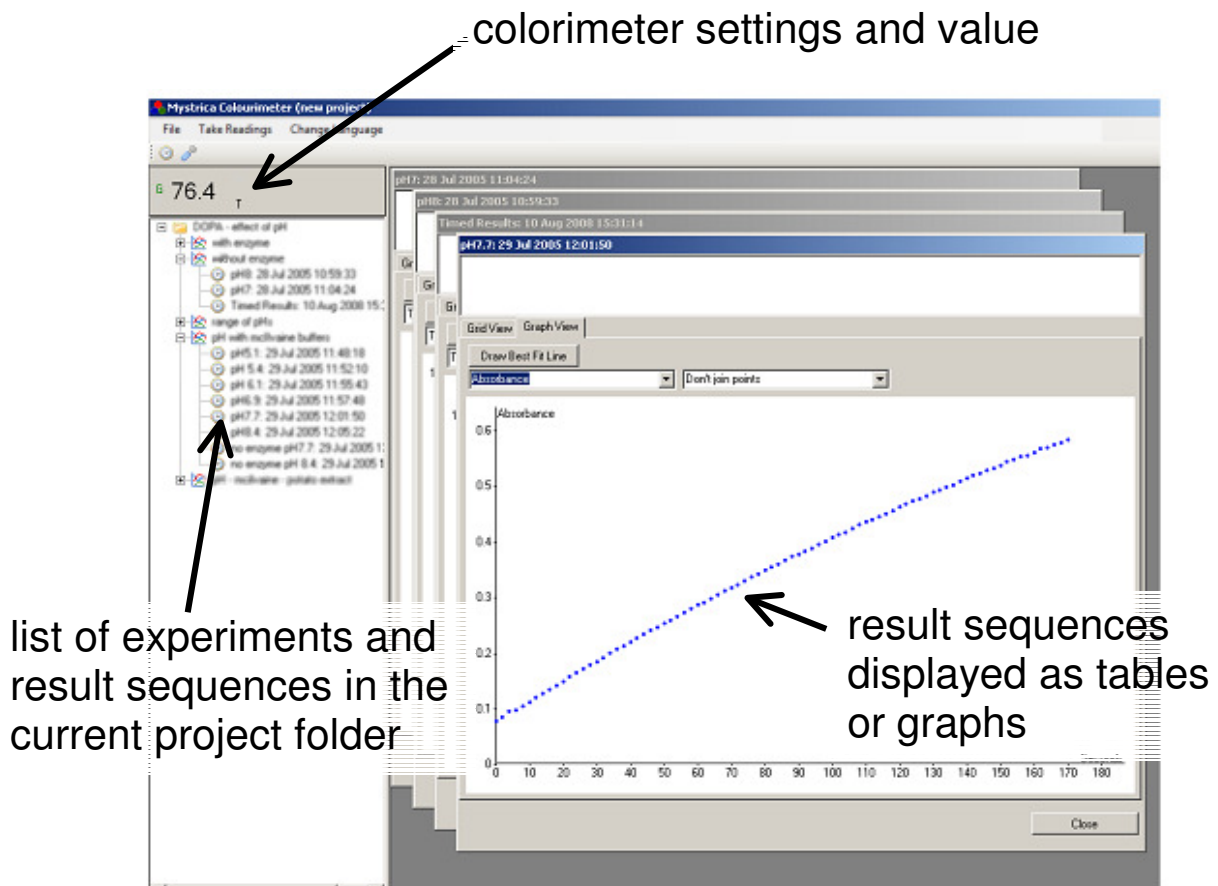 colorimeter settings and value
Mystrica Colourimeter (new project)
File Take Readings Change Language
G 76.4 T
DOPA - effect of pH
with enzyme
without enzyme
pH8: 28 Jul 2005 10:59:33
pH7: 28 Jul 2005 11:04:24
Timed Results: 10 Aug 2008 15:
range of pHs
pH with mcIlvaine buffers
pH5.1: 29 Jul 2005 11:48:18
pH 5.4: 29 Jul 2005 11:52:10
pH 6.1: 29 Jul 2005 11:55:43
pH6.9: 29 Jul 2005 11:57:48
pH7.7: 29 Jul 2005 12:01:50
pH8.4: 29 Jul 2005 12:05:22
no enzyme pH7.7: 29 Jul 2005 1
no enzyme pH 8.4: 29 Jul 2005 1
pH - mcilvaine - potato extract
pH7: 28 Jul 2005 11:04:24
pH8: 28 Jul 2005 10:59:33
Timed Results: 10 Aug 2008 15:31:14
pH7.7: 29 Jul 2005 12:01:50
Gr
Gr
Gr
Grid View Graph View
Draw Best Fit Line
Absorbance Don't join points
Absorbance
0.6
0.5
0.4
0.3
0.2
0.1
0
0 10 20 30 40 50 60 70 80 90 100 110 120 130 140 150 160 170 180
Close
list of experiments and
result sequences in the
current project folder
result sequences
displayed as tables
or graphs